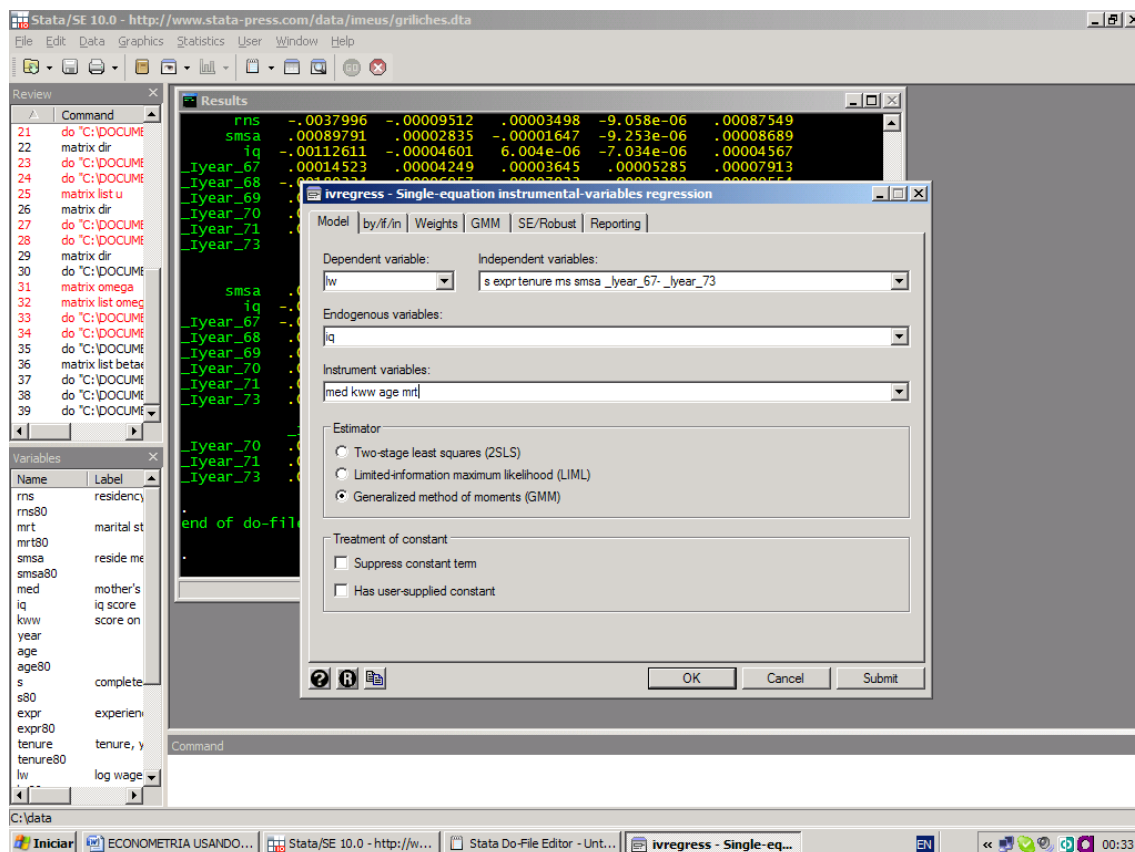 Stata/SE 10.0 - http://www.stata-press.com/data/imeus/griliches.dta
File Edit Data Graphics Statistics User Window Help
Review
Command
21 do "C:\DOCUME
22 matrix dir
23 do "C:\DOCUME
24 do "C:\DOCUME
25 matrix list u
26 matrix dir
27 do "C:\DOCUME
28 do "C:\DOCUME
29 matrix dir
30 do "C:\DOCUME
31 matrix omega
32 matrix list omeg
33 do "C:\DOCUME
34 do "C:\DOCUME
35 do "C:\DOCUME
36 matrix list betae
37 do "C:\DOCUME
38 do "C:\DOCUME
39 do "C:\DOCUME
Variables
Name Label
rns residency
rns80
mrt marital st
mrt80
smsa reside me
smsa80
med mother's
iq iq score
kww score on
year
age
age80
s complete
s80
expr experien
expr80
tenure tenure, y
tenure80
lw log wage
Results
rns -.0037996 -.00009512 .00003498 -9.058e-06 .00087549
smsa .00089791 .00002835 -.00001647 -9.253e-06 .00008689
iq -.00112611 -.00004601 6.004e-06 -7.034e-06 .00004567
_Iyear_67 .00014523 .00004249 .00003645 .00005285 .00007913
_Iyear_68
_Iyear_69
_Iyear_70
_Iyear_71
_Iyear_73
smsa
iq
_Iyear_67
_Iyear_68
_Iyear_69
_Iyear_70
_Iyear_71
_Iyear_73
_Iyear_70
_Iyear_71
_Iyear_73
.
end of do-file
.
ivregress - Single-equation instrumental-variables regression
Model by/if/in Weights GMM SE/Robust Reporting
Dependent variable: Independent variables:
lw s expr tenure rns smsa _Iyear_67- _Iyear_73
Endogenous variables:
iq
Instrument variables:
med kww age mrt
Estimator
Two-stage least squares (2SLS)
Limited-information maximum likelihood (LIML)
Generalized method of moments (GMM)
Treatment of constant
Suppress constant term
Has user-supplied constant
? R OK Cancel Submit
Command
C:\data
Iniciar ECONOMETRIA USANDO... Stata/SE 10.0 - http://w... Stata Do-File Editor - Unt... ivregress - Single-eq... EN « 00:33